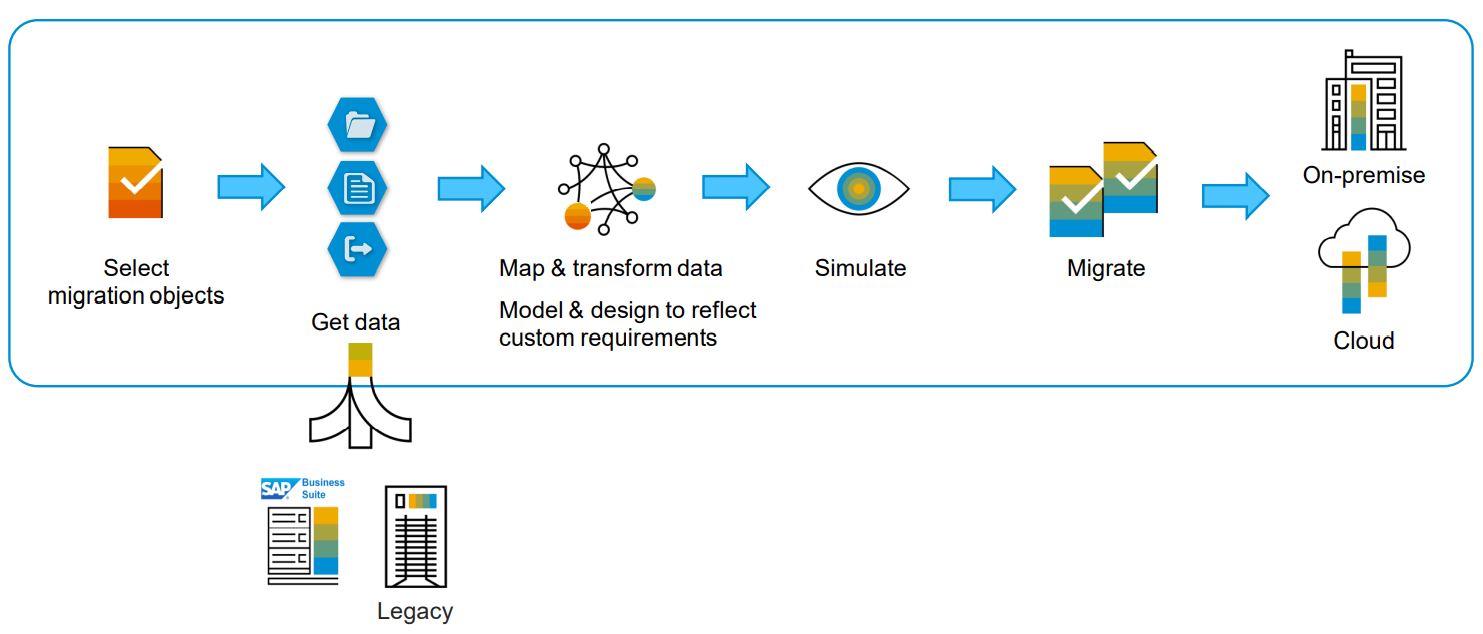 Select
migration objects
Get data
Map & transform data
Model & design to reflect
custom requirements
Simulate
Migrate
On-premise
Cloud
SAP Business
Suite
Legacy